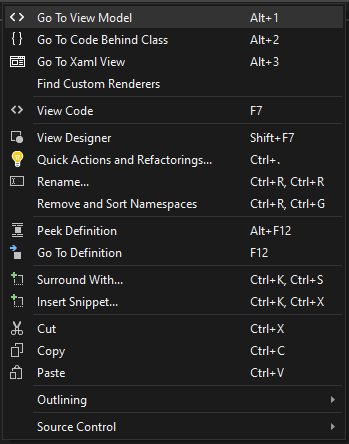 Go To View Model Alt+1
Go To Code Behind Class Alt+2
Go To Xaml View Alt+3
Find Custom Renderers
View Code F7
View Designer Shift+F7
Quick Actions and Refactorings... Ctrl+.
Rename... Ctrl+R, Ctrl+R
Remove and Sort Namespaces Ctrl+R, Ctrl+G
Peek Definition Alt+F12
Go To Definition F12
Surround With... Ctrl+K, Ctrl+S
Insert Snippet... Ctrl+K, Ctrl+X
Cut Ctrl+X
Copy Ctrl+C
Paste Ctrl+V
Outlining
Source Control